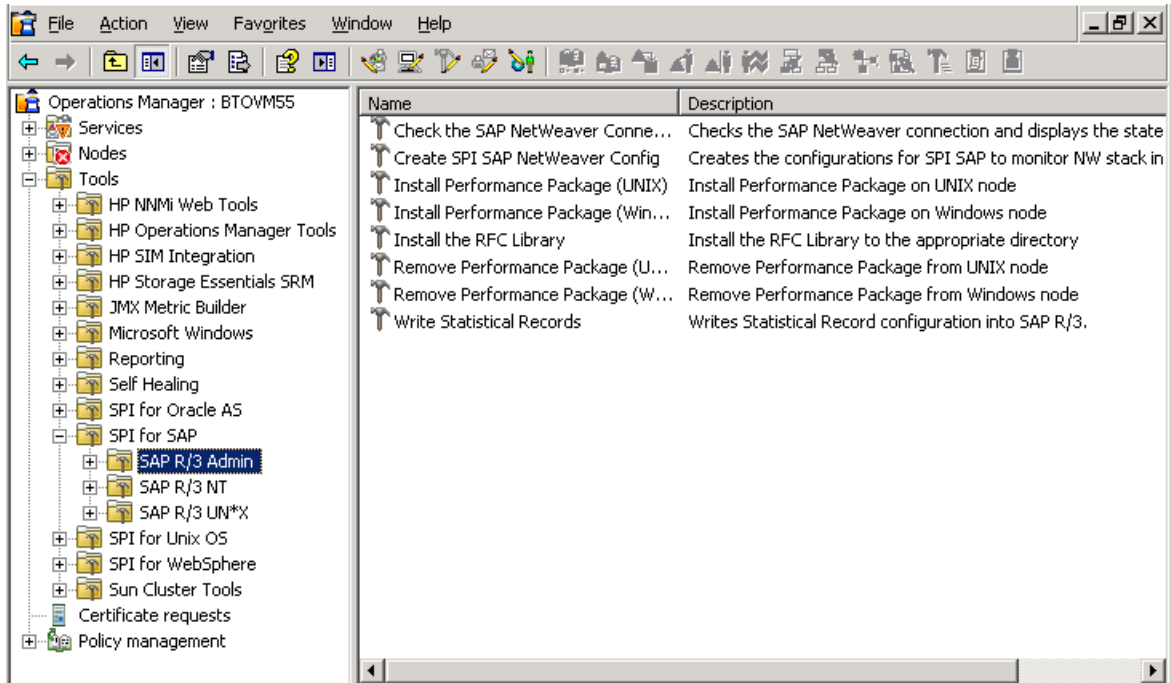 File Action View Favorites Window Help
Operations Manager : BTOVM55
Services
Nodes
Tools
HP NNMi Web Tools
HP Operations Manager Tools
HP SIM Integration
HP Storage Essentials SRM
JMX Metric Builder
Microsoft Windows
Reporting
Self Healing
SPI for Oracle AS
SPI for SAP
SAP R/3 Admin
SAP R/3 NT
SAP R/3 UN*X
SPI for Unix OS
SPI for WebSphere
Sun Cluster Tools
Certificate requests
Policy management
Name Description
Check the SAP NetWeaver Conne... Checks the SAP NetWeaver connection and displays the state
Create SPI SAP NetWeaver Config Creates the configurations for SPI SAP to monitor NW stack in
Install Performance Package (UNIX) Install Performance Package on UNIX node
Install Performance Package (Win... Install Performance Package on Windows node
Install the RFC Library Install the RFC Library to the appropriate directory
Remove Performance Package (U... Remove Performance Package from UNIX node
Remove Performance Package (W... Remove Performance Package from Windows node
Write Statistical Records Writes Statistical Record configuration into SAP R/3.